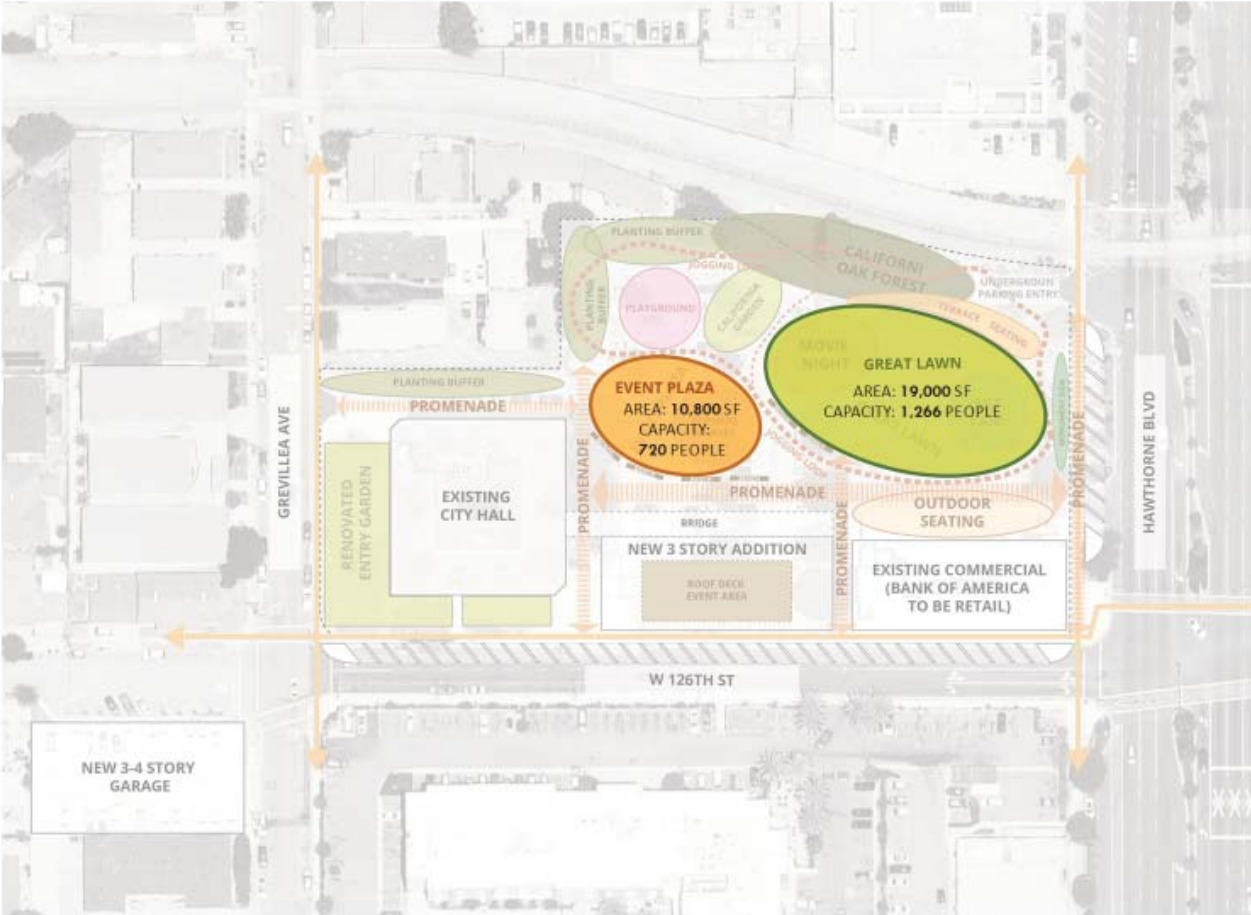 PLANTING BUFFER
CALIFORNI
OAK FOREST
JOGGING LO
UNDERGROUN
PARKING ENTRY
PLANTING
BUFFER
PLAYGROUND
CALIFORNIA
GARDEN
TERRACE SEATING
MOVIE
NIGHT
GREAT LAWN
AREA: 19,000 SF
CAPACITY: 1,266 PEOPLE
LAWN
EVENT PLAZA
AREA: 10,800 SF
CAPACITY:
720 PEOPLE
PLANTING BUFFER
PROMENADE
JOGGING LOOP
GREVILLEA AVE
RENOVATED
ENTRY GARDEN
EXISTING
CITY HALL
PROMENADE
PROMENADE
PROMENADE
OUTDOOR
SEATING
PROMENADE
HAWTHORNE BLVD
BRIDGE
NEW 3 STORY ADDITION
ROOF DECK
EVENT AREA
EXISTING COMMERCIAL
(BANK OF AMERICA
TO BE RETAIL)
W 126TH ST
NEW 3-4 STORY
GARAGE